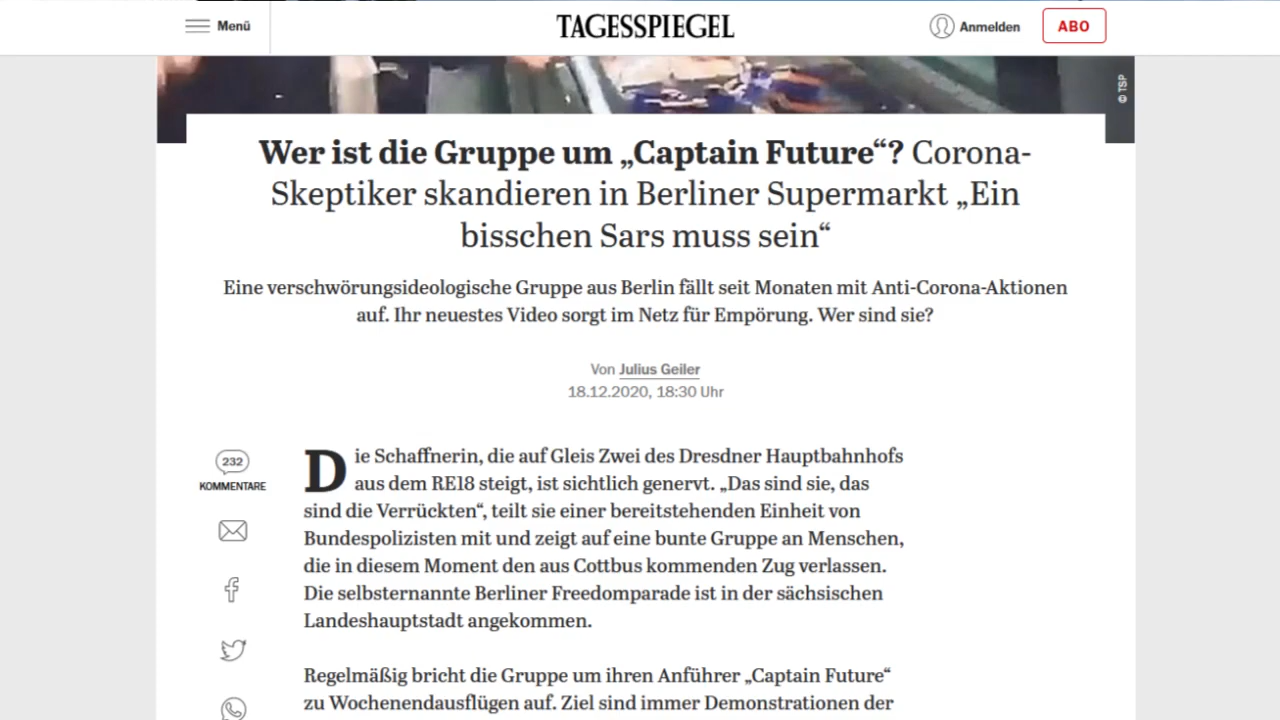 Menü
TAGESSPIEGEL
Anmelden
ABO
© TSP
Wer ist die Gruppe um „Captain Future“? Corona-
Skeptiker skandieren in Berliner Supermarkt „Ein
bisschen Sars muss sein“
Eine verschwörungsideologische Gruppe aus Berlin fällt seit Monaten mit Anti-Corona-Aktionen
auf. Ihr neuestes Video sorgt im Netz für Empörung. Wer sind sie?
Von Julius Geiler
18.12.2020, 18:30 Uhr
232
KOMMENTARE
Die Schaffnerin, die auf Gleis Zwei des Dresdner Hauptbahnhofs
aus dem RE18 steigt, ist sichtlich genervt. „Das sind sie, das
sind die Verrückten“, teilt sie einer bereitstehenden Einheit von
Bundespolizisten mit und zeigt auf eine bunte Gruppe an Menschen,
die in diesem Moment den aus Cottbus kommenden Zug verlassen.
Die selbsternannte Berliner Freedomparade ist in der sächsischen
Landeshauptstadt angekommen.
Regelmäßig bricht die Gruppe um ihren Anführer „Captain Future“
zu Wochenendausflügen auf. Ziel sind immer Demonstrationen der